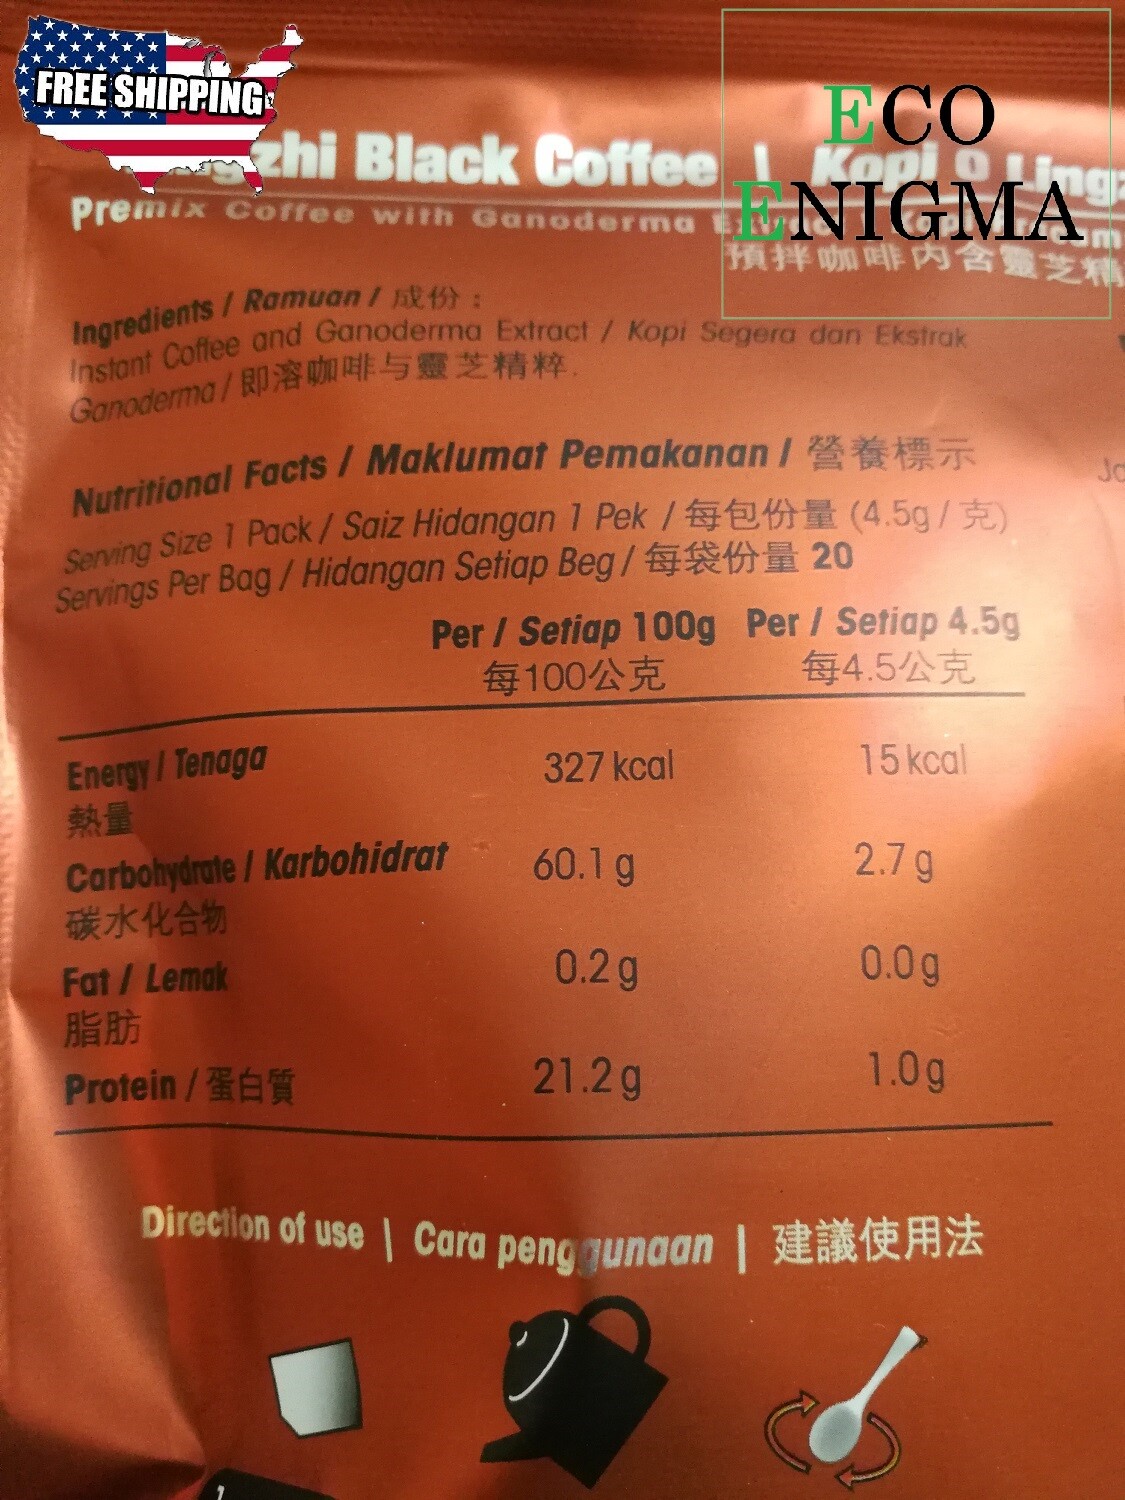 FREE SHIPPING
ECO
ENIGMA
zhi Black Coffee | Kopi O Ling
Premix Coffee with Ganoderma
預拌咖啡內含靈芝精
Ingredients / Ramuan / 成份 :
Instant Coffee and Ganoderma Extract / Kopi Segera dan Ekstrak
Ganoderma / 即溶咖啡与靈芝精粹.
Nutritional Facts / Maklumat Pemakanan / 營養標示
Serving Size 1 Pack / Saiz Hidangan 1 Pek / 每包份量 (4.5g / 克)
Servings Per Bag / Hidangan Setiap Beg / 每袋份量 20
Per / Setiap 100g Per / Setiap 4.5g
每100公克 每4.5公克
Energy / Tenaga 327 kcal 15 kcal
熱量
Carbohydrate / Karbohidrat 60.1 g 2.7 g
碳水化合物
Fat / Lemak 0.2 g 0.0 g
脂肪
Protein / 蛋白質 21.2 g 1.0 g
Direction of use | Cara penggunaan | 建議使用法